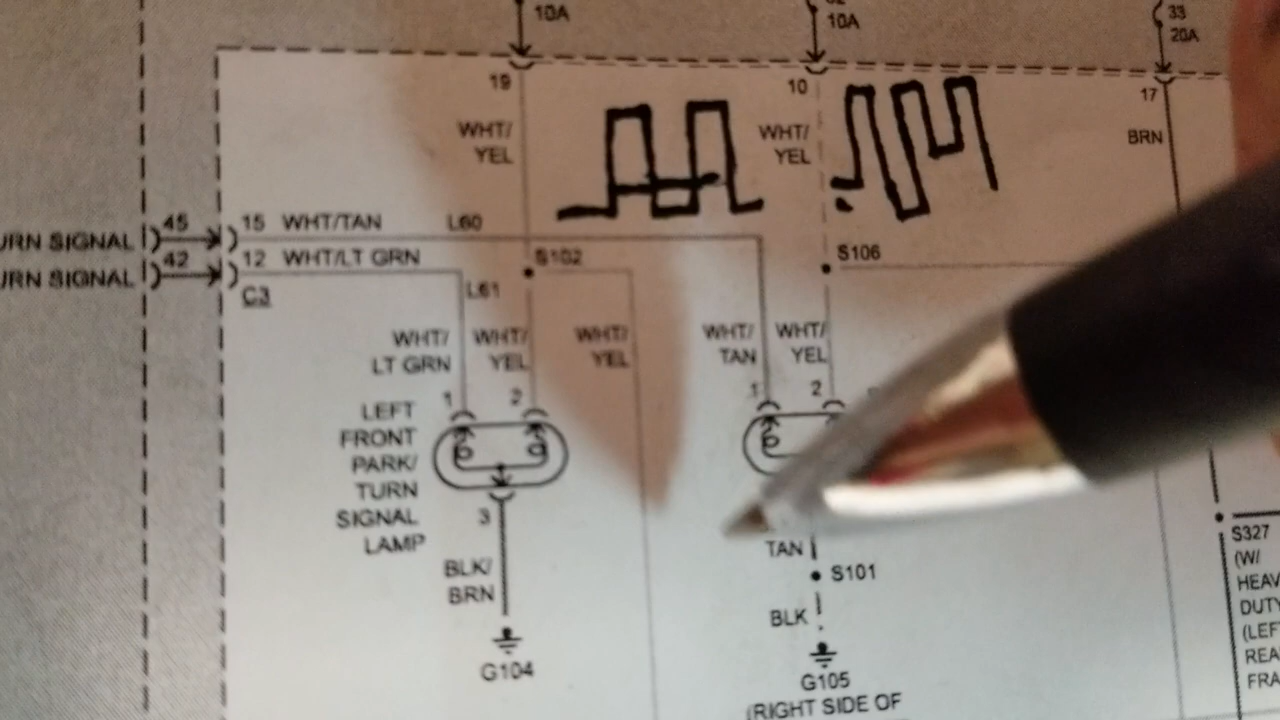 10A
10A
33
20A
19
10
17
WHT/
YEL
WHT/
YEL
BRN
URN SIGNAL
45
15 WHT/TAN
L60
URN SIGNAL
42
12 WHT/LT GRN
S102
S106
C3
L61
WHT/
LT GRN
WHT/
YEL
WHT/
YEL
WHT/
TAN
WHT/
YEL
1
2
1
2
LEFT
FRONT
PARK/
TURN
SIGNAL
LAMP
3
BLK/
BRN
G104
TAN
S101
BLK
G105
(RIGHT SIDE OF
S327
(W/
HEAV
DUTY
(LEF
REA
FRA